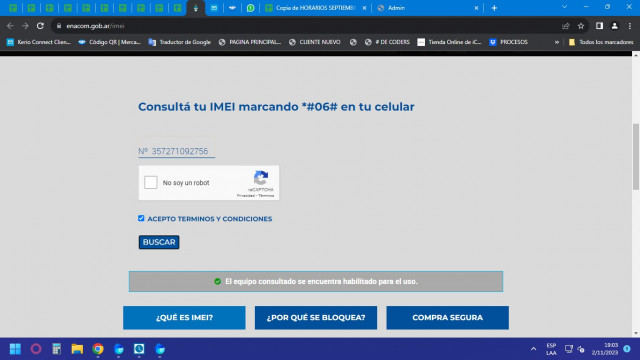 Copia de HORARIOS SEPTIEMB
Admin
enacom.gob.ar/imei
Kerio Connect Clien...
Código QR | Merca...
Traductor de Google
PAGINA PRINCIPAL...
CLIENTE NUEVO
# DE CODERS
Tienda Online de iC...
PROCESOS
»
Todos los marcadores
Consultá tu IMEI marcando *#06# en tu celular
Nº 357271092756
No soy un robot
reCAPTCHA
Privacidad - Términos
ACEPTO TERMINOS Y CONDICIONES
BUSCAR
El equipo consultado se encuentra habilitado para el uso.
¿QUÉ ES IMEI?
¿POR QUÉ SE BLOQUEA?
COMPRA SEGURA
ESP
LAA
19:03
2/11/2023